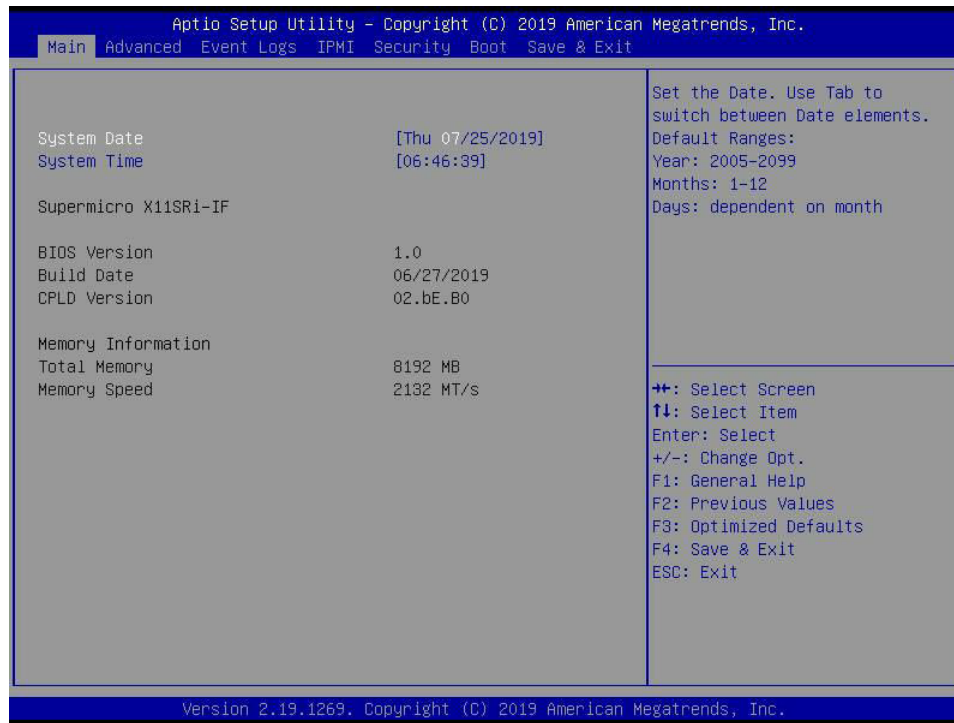 Aptio Setup Utility – Copyright (C) 2019 American Megatrends, Inc.
Main Advanced Event Logs IPMI Security Boot Save & Exit
System Date [Thu 07/25/2019]
System Time [06:46:39]
Supermicro X11SRi-IF
BIOS Version 1.0
Build Date 06/27/2019
CPLD Version 02.bE.B0
Memory Information
Total Memory 8192 MB
Memory Speed 2132 MT/s
Set the Date. Use Tab to
switch between Date elements.
Default Ranges:
Year: 2005-2099
Months: 1-12
Days: dependent on month
→←: Select Screen
↑↓: Select Item
Enter: Select
+/-: Change Opt.
F1: General Help
F2: Previous Values
F3: Optimized Defaults
F4: Save & Exit
ESC: Exit
Version 2.19.1269. Copyright (C) 2019 American Megatrends, Inc.